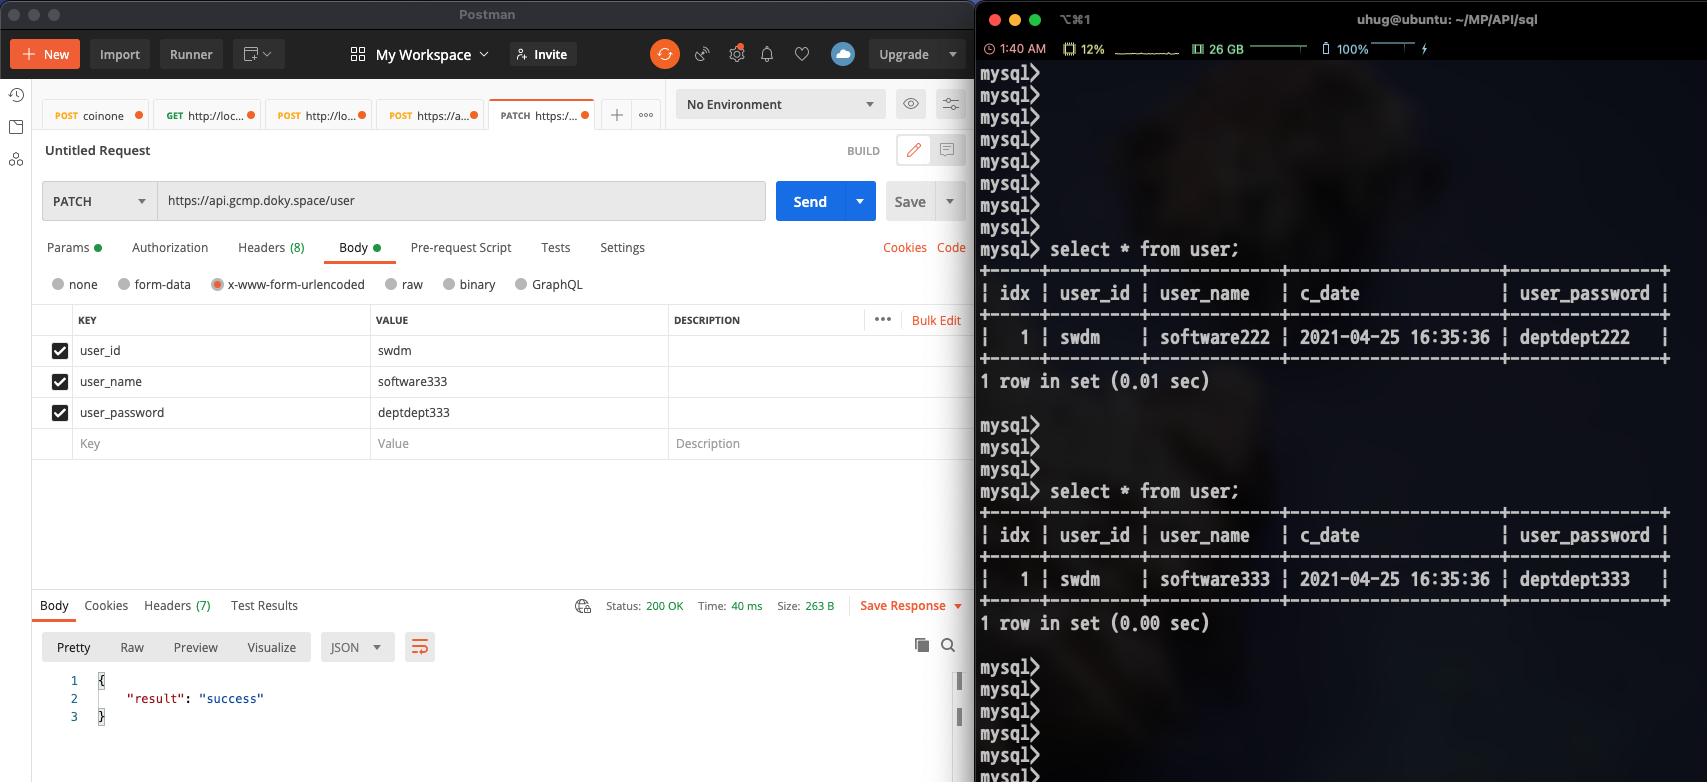 Postman
New
Import
Runner
My Workspace
Invite
Upgrade
POST coinone
GET http://loc...
POST http://lo...
POST https://a...
PATCH https:/...
No Environment
Untitled Request
BUILD
PATCH
https://api.gcmp.doky.space/user
Send
Save
Params
Authorization
Headers (8)
Body
Pre-request Script
Tests
Settings
Cookies
Code
none
form-data
x-www-form-urlencoded
raw
binary
GraphQL
KEY VALUE DESCRIPTION
Bulk Edit
user_id swdm
user_name software333
user_password deptdept333
Key Value Description
Body
Cookies
Headers (7)
Test Results
Status: 200 OK Time: 40 ms Size: 263 B
Save Response
Pretty
Raw
Preview
Visualize
JSON
1 {
2 "result": "success"
3 }
⌥⌘1
uhug@ubuntu: ~/MP/API/sql
1:40 AM 12% 26 GB 100%
mysql>
mysql>
mysql>
mysql>
mysql>
mysql>
mysql>
mysql>
mysql> select * from user;
+-----+---------+------------+---------------------+---------------+
| idx | user_id | user_name | c_date | user_password |
+-----+---------+------------+---------------------+---------------+
| 1 | swdm | software222 | 2021-04-25 16:35:36 | deptdept222 |
+-----+---------+------------+---------------------+---------------+
1 row in set (0.01 sec)
mysql>
mysql>
mysql>
mysql> select * from user;
+-----+---------+------------+---------------------+---------------+
| idx | user_id | user_name | c_date | user_password |
+-----+---------+------------+---------------------+---------------+
| 1 | swdm | software333 | 2021-04-25 16:35:36 | deptdept333 |
+-----+---------+------------+---------------------+---------------+
1 row in set (0.00 sec)
mysql>
mysql>
mysql>
mysql>
mysql>
mysql>